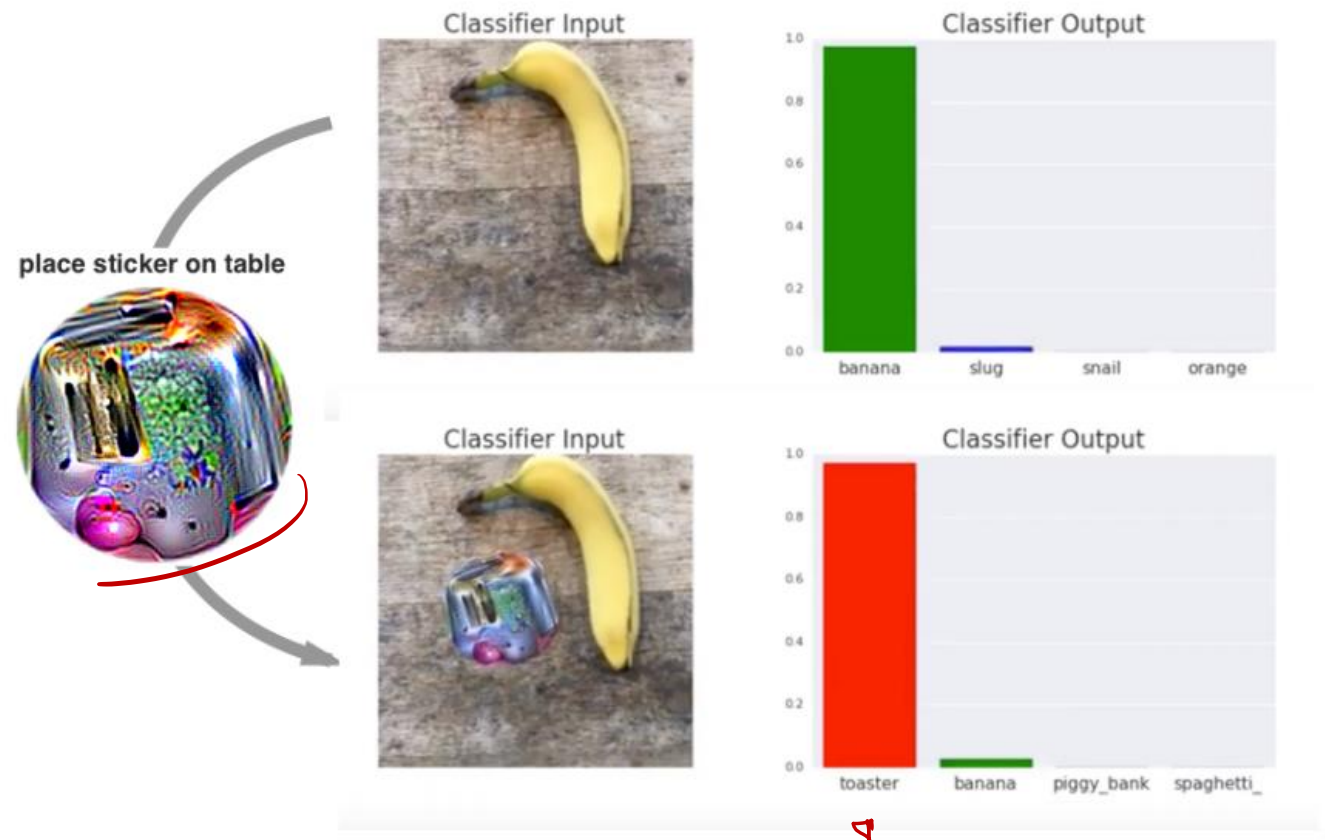 Classifier Input
Classifier Output
1.0
0.8
0.6
0.4
0.2
0.0
banana slug snail orange
place sticker on table
Classifier Input
Classifier Output
1.0
0.8
0.6
0.4
0.2
0.0
toaster banana piggy_bank spaghetti_